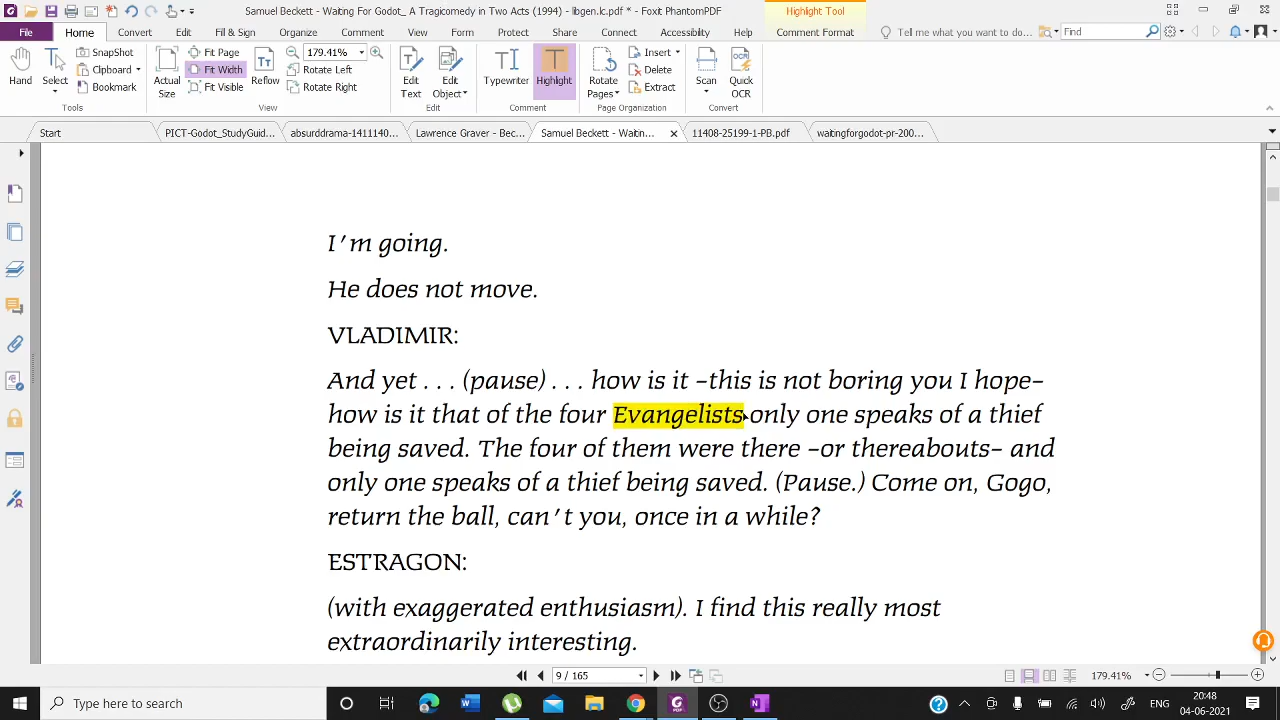 Samuel Beckett - Waiting For Godot_ A Tragicomedy in Two Acts (1994) _ libgen.lc.pdf * - Foxit PhantomPDF
Highlight Tool
File Home Convert Edit Fill & Sign Organize Comment View Form Protect Share Connect Accessibility Help Comment Format Tell me what you want to do... Find
SnapShot Fit Page 179.41% Insert
Clipboard Fit Width Rotate Left Delete
Bookmark Fit Visible Rotate Right Extract
Hand Select Actual Size Reflow Edit Text Edit Object Typewriter Highlight Rotate Pages Scan Quick OCR
Tools View Edit Comment Page Organization Convert
Start PICT-Godot_StudyGuid... absurddrama-1411140... Lawrence Graver - Bec... Samuel Beckett - Waitin... 11408-25199-1-PB.pdf waitingforgodot-pr-200...
I'm going.
He does not move.
VLADIMIR:
And yet . . . (pause) . . . how is it –this is not boring you I hope–
how is it that of the four Evangelists only one speaks of a thief
being saved. The four of them were there –or thereabouts– and
only one speaks of a thief being saved. (Pause.) Come on, Gogo,
return the ball, can't you, once in a while?
ESTRAGON:
(with exaggerated enthusiasm). I find this really most
extraordinarily interesting.
9 / 165 179.41%
Type here to search ENG 20:48
04-06-2021